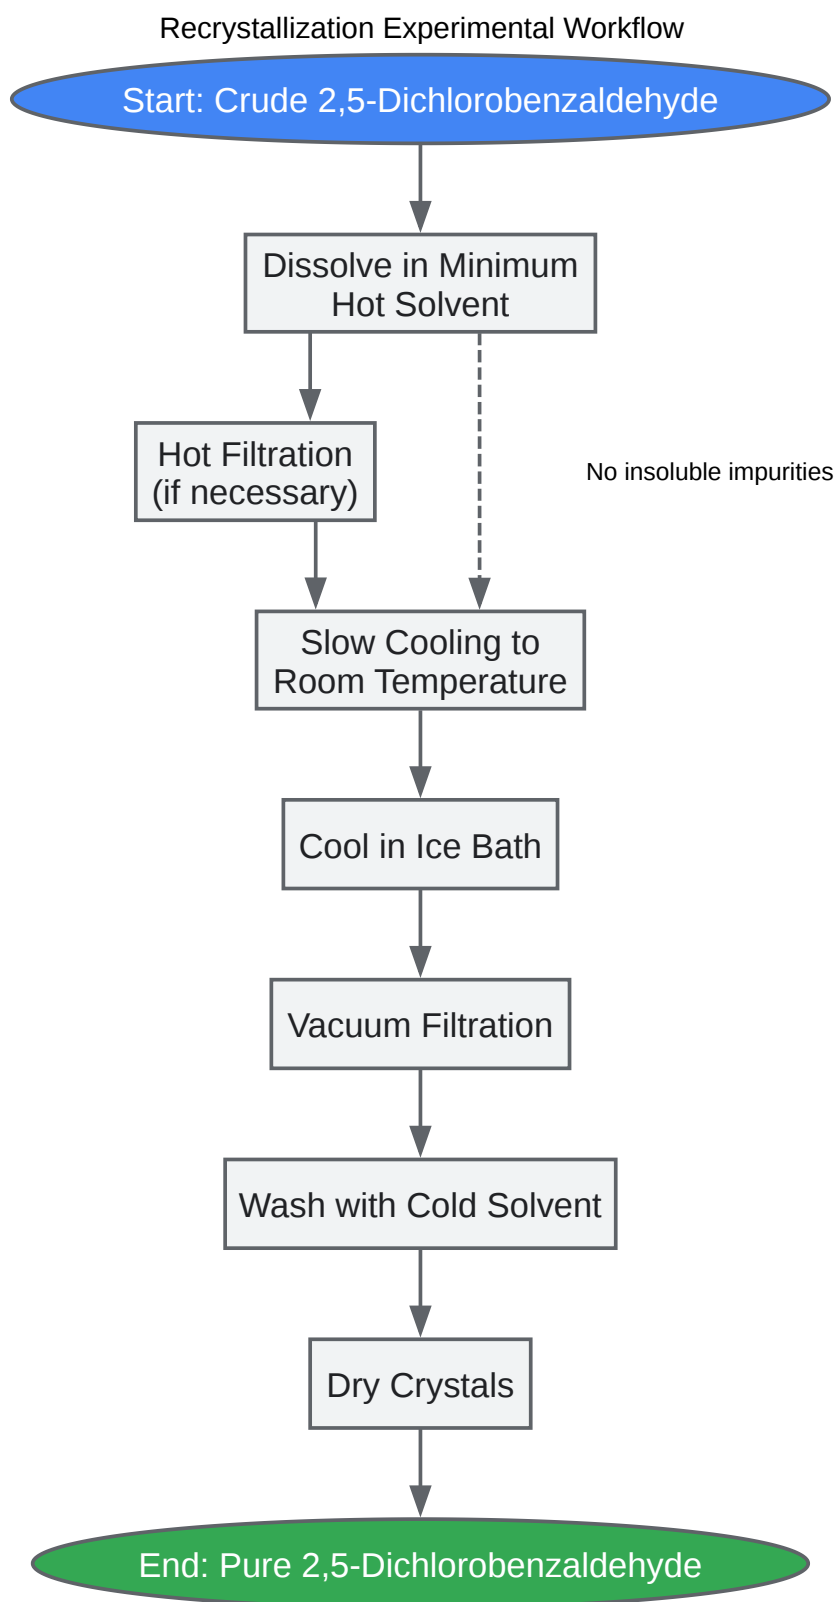 Recrystallization Experimental Workflow
Start: Crude 2,5-Dichlorobenzaldehyde
Dissolve in Minimum
Hot Solvent
Hot Filtration
(if necessary)
No insoluble impurities
Slow Cooling to
Room Temperature
Cool in Ice Bath
Vacuum Filtration
Wash with Cold Solvent
Dry Crystals
End: Pure 2,5-Dichlorobenzaldehyde